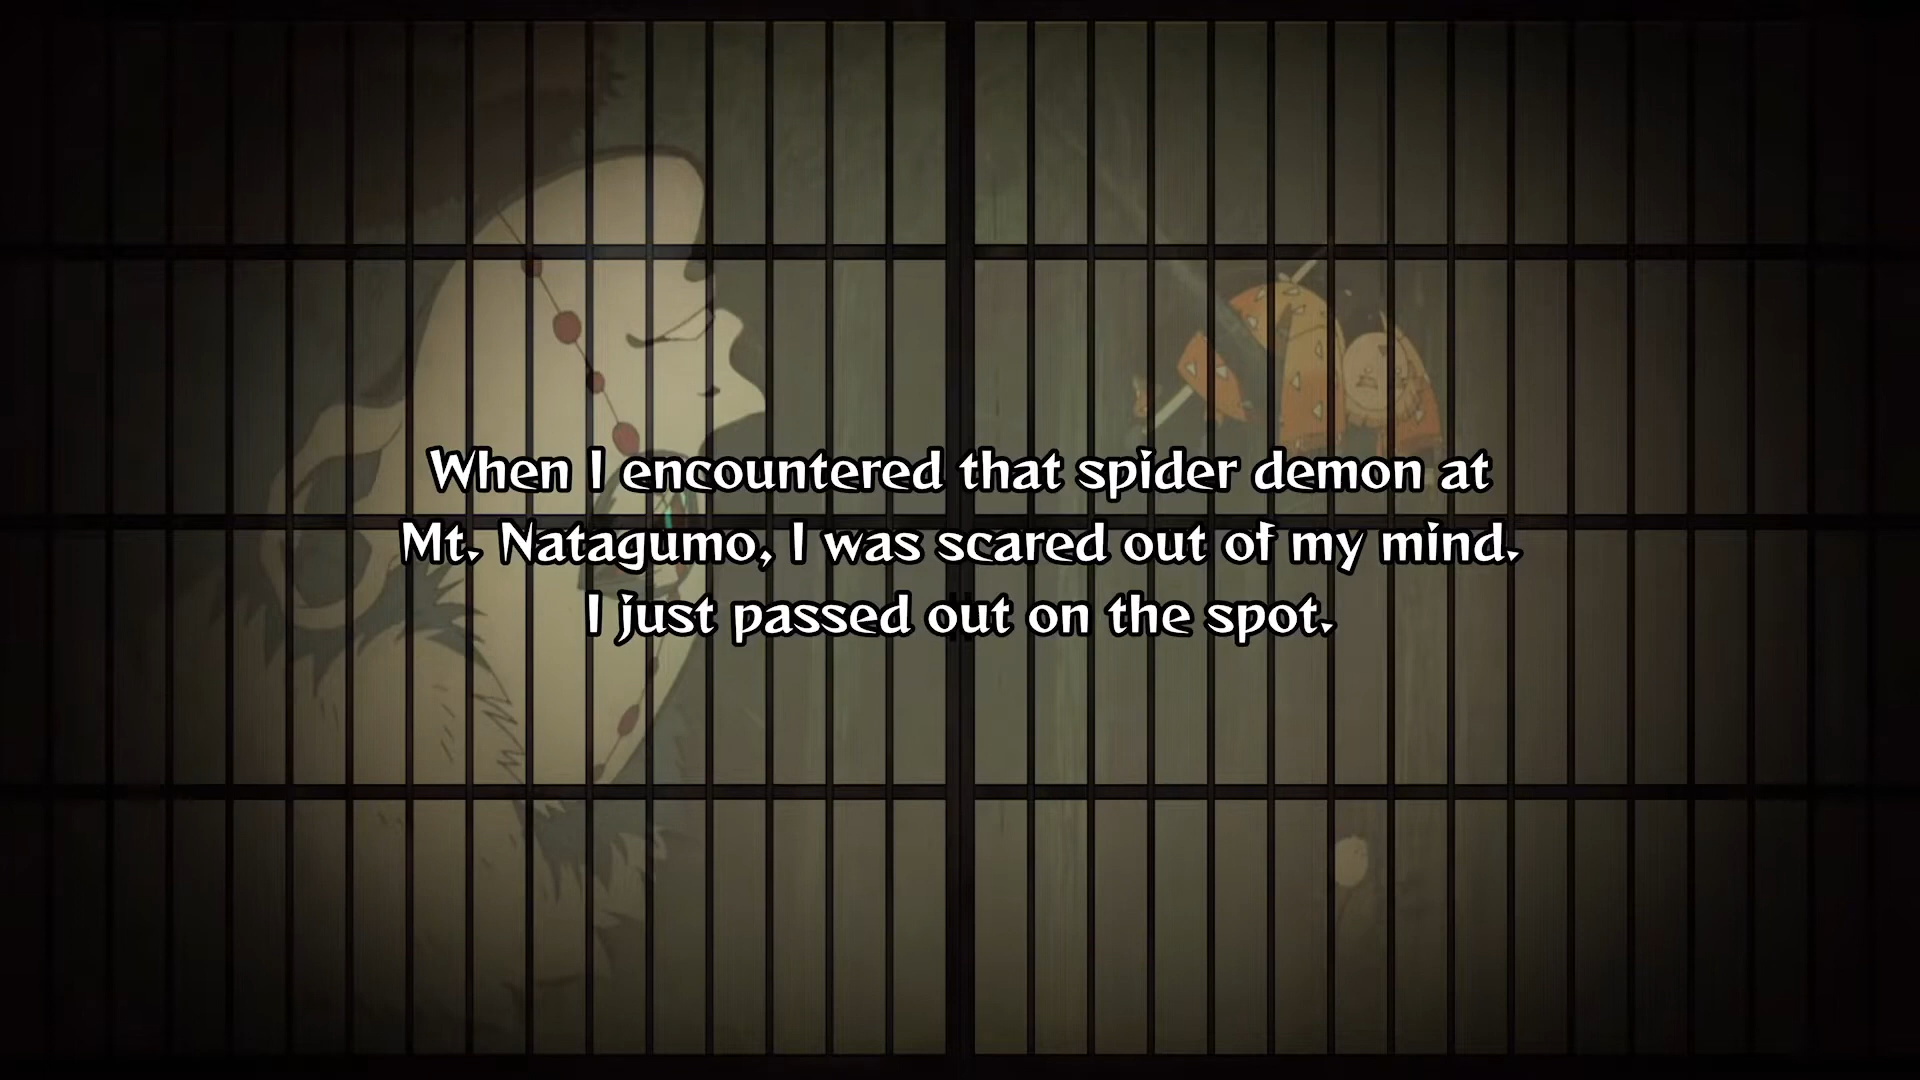 When I encountered that spider demon at
Mt. Natagumo, I was scared out of my mind.
I just passed out on the spot.